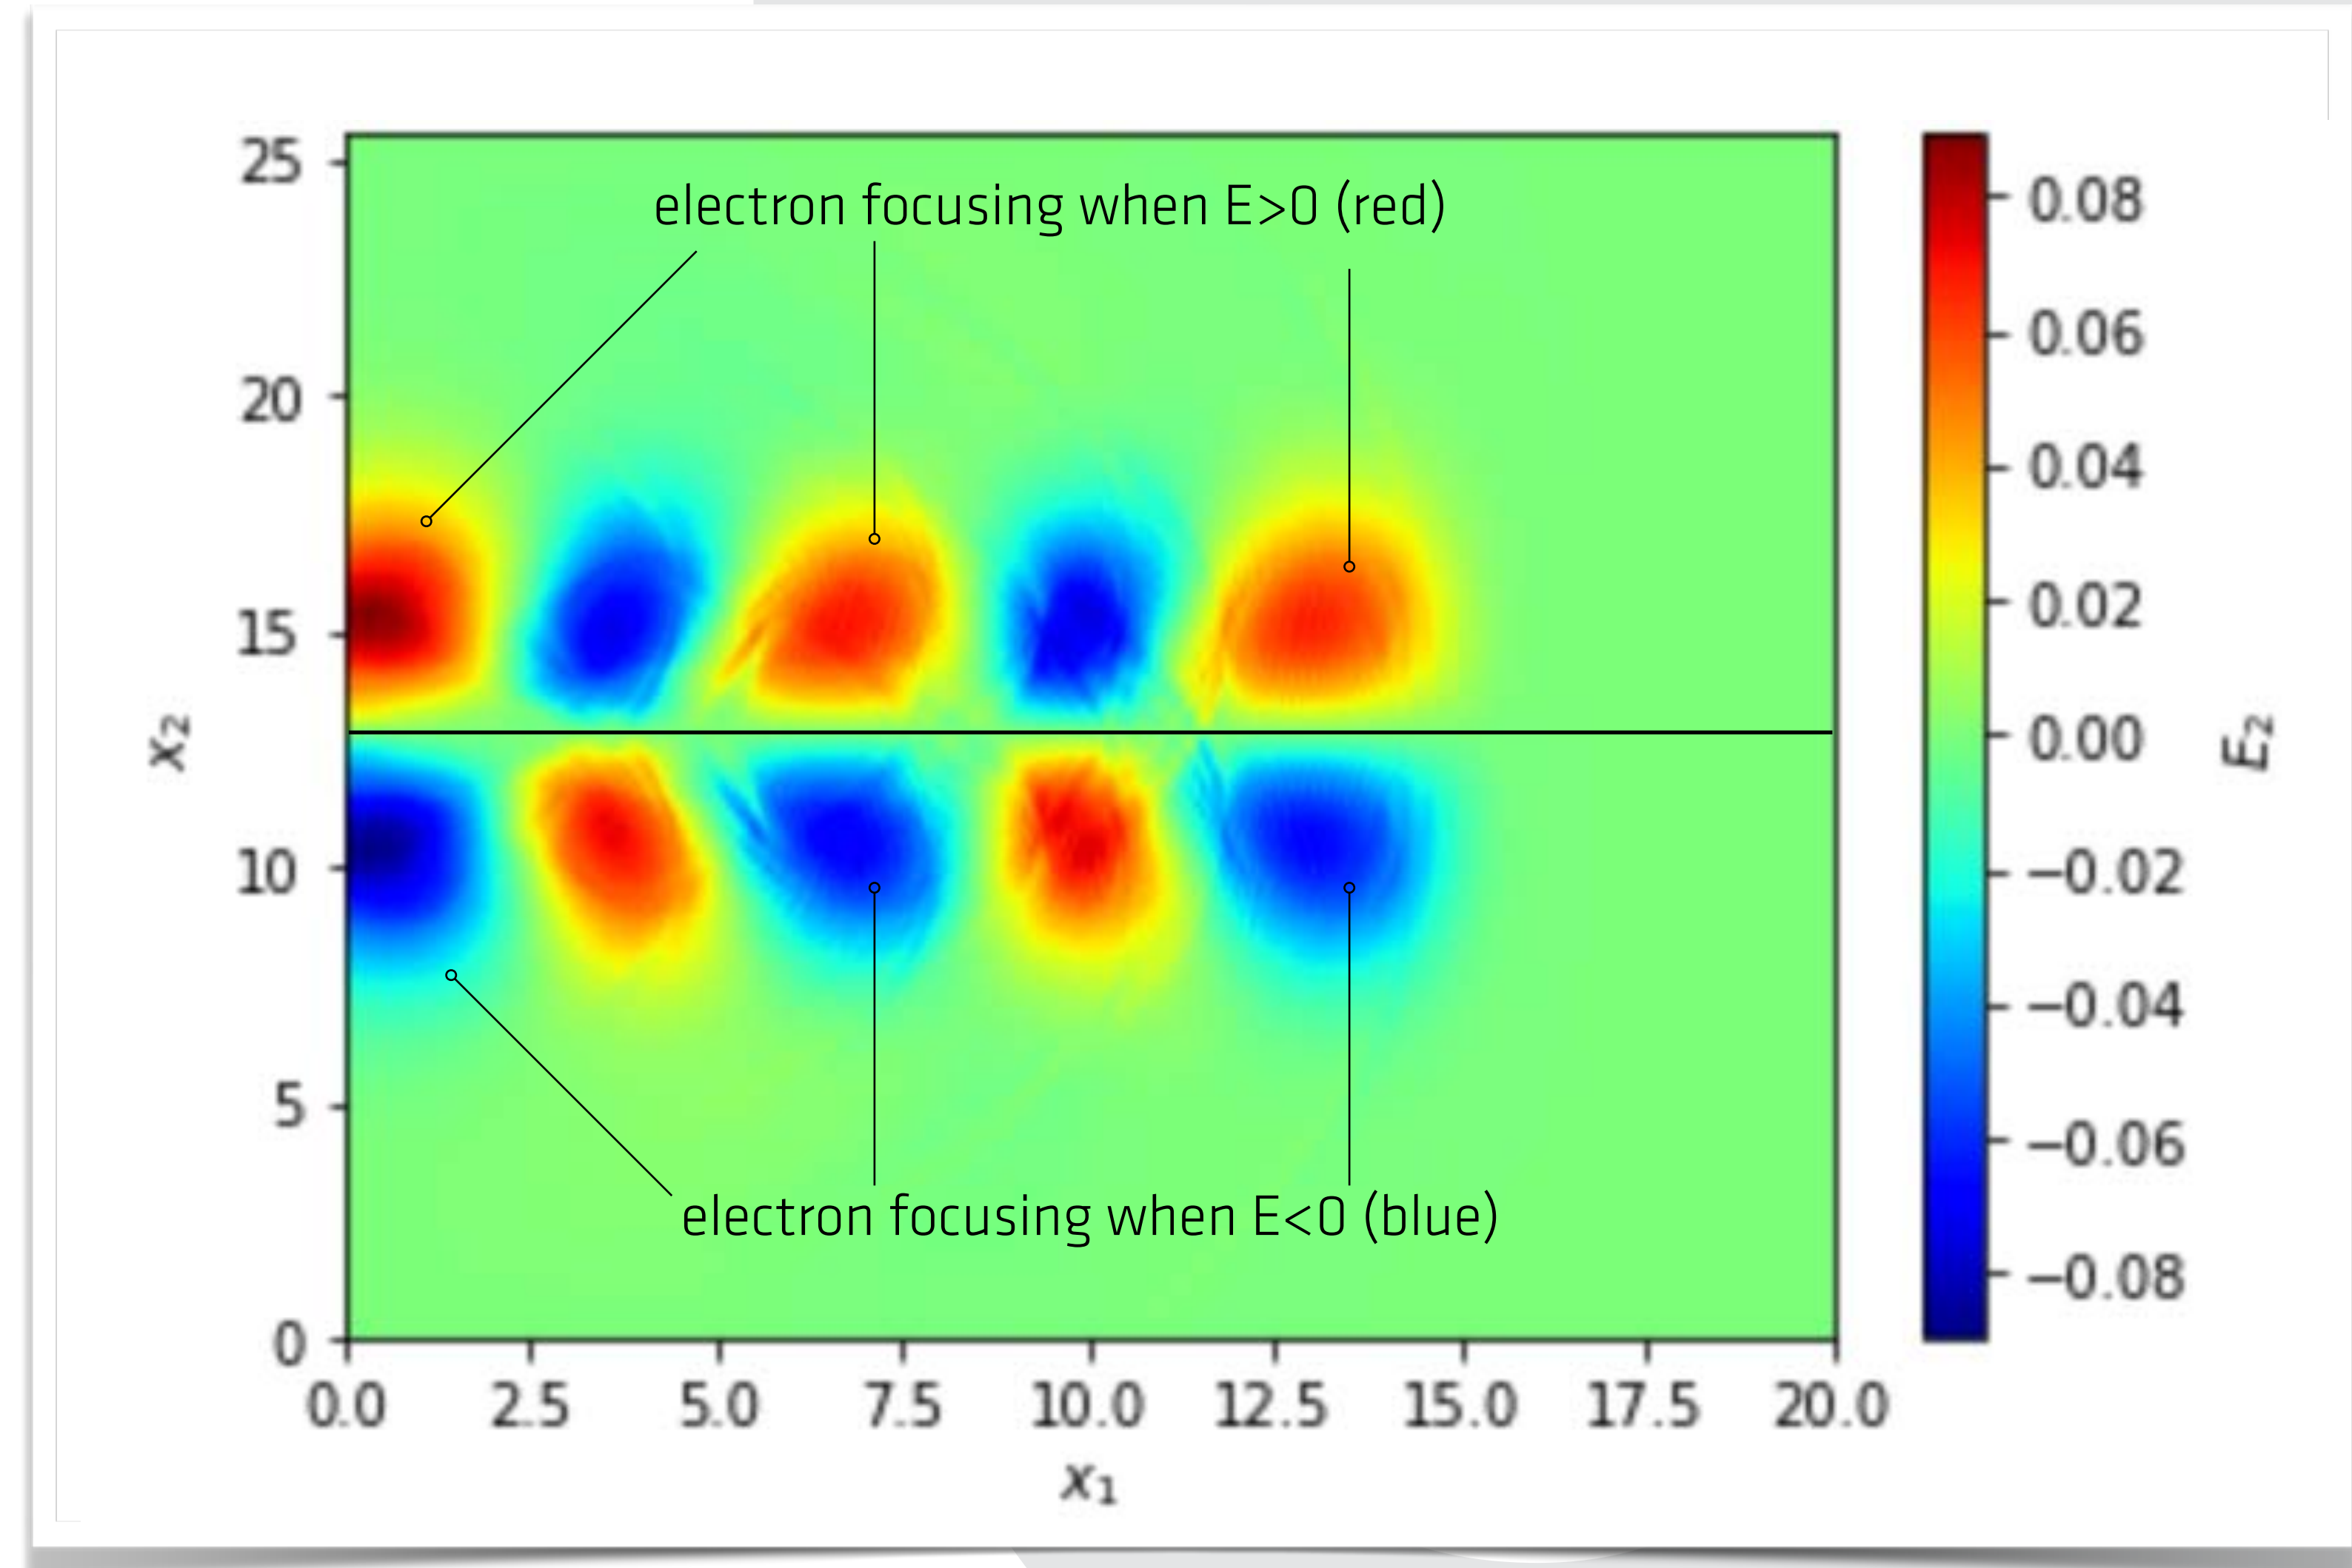 25
electron focusing when E>0 (red)
20
15
10
5
electron focusing when E<0 (blue)
0
0.0 2.5 5.0 7.5 10.0 12.5 15.0 17.5 20.0
x₁
x₂
0.08
0.06
0.04
0.02
0.00
−0.02
−0.04
−0.06
−0.08
E₂